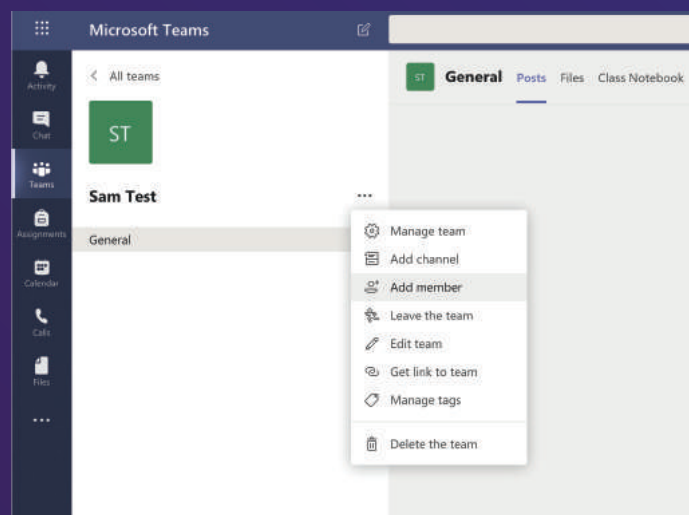 Microsoft Teams
Activity
Chat
Teams
Assignments
Calendar
Calls
Files
All teams
ST
Sam Test
General
Manage team
Add channel
Add member
Leave the team
Edit team
Get link to team
Manage tags
Delete the team
ST
General Posts Files Class Notebook